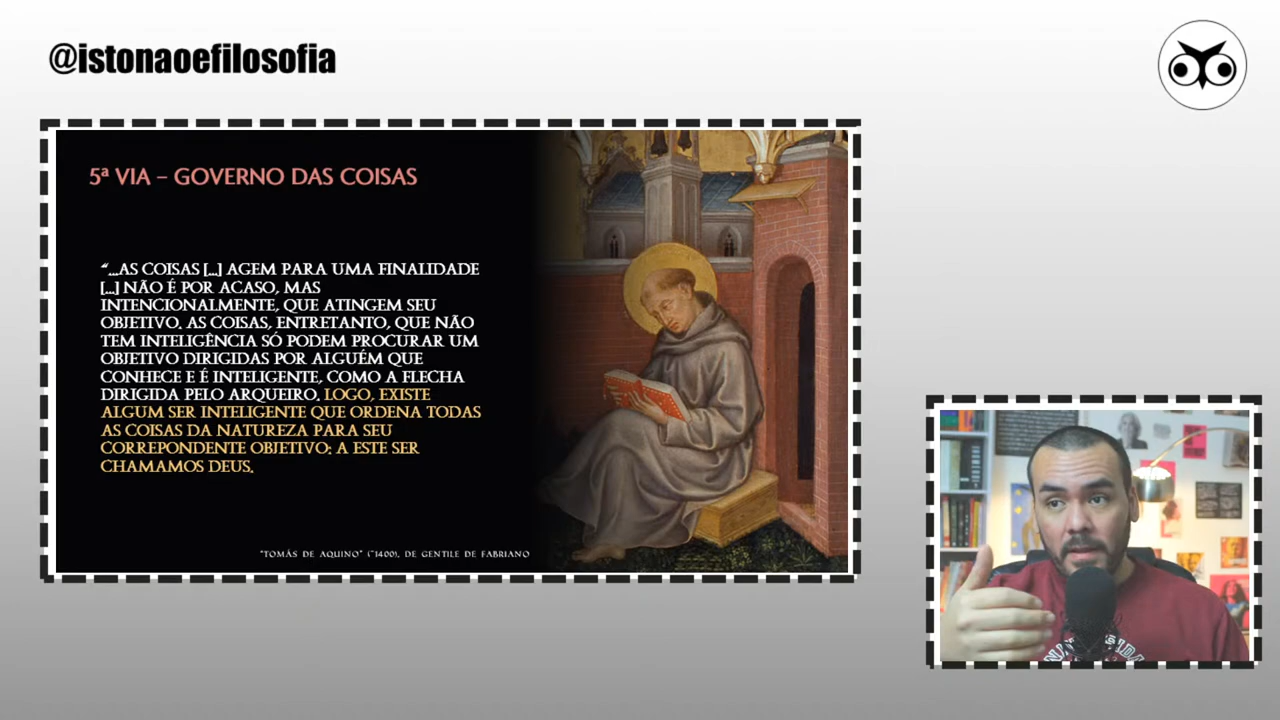 @istonaoefilosofia
5ª VIA – GOVERNO DAS COISAS
“...AS COISAS [...] AGEM PARA UMA FINALIDADE
[...] NÃO É POR ACASO, MAS
INTENCIONALMENTE, QUE ATINGEM SEU
OBJETIVO. AS COISAS, ENTRETANTO, QUE NÃO
TEM INTELIGÊNCIA SÓ PODEM PROCURAR UM
OBJETIVO DIRIGIDAS POR ALGUÉM QUE
CONHECE E É INTELIGENTE, COMO A FLECHA
DIRIGIDA PELO ARQUEIRO. LOGO, EXISTE
ALGUM SER INTELIGENTE QUE ORDENA TODAS
AS COISAS DA NATUREZA PARA SEU
CORREPONDENTE OBJETIVO: A ESTE SER
CHAMAMOS DEUS.
"TOMÁS DE AQUINO" (~1400), DE GENTILE DE FABRIANO